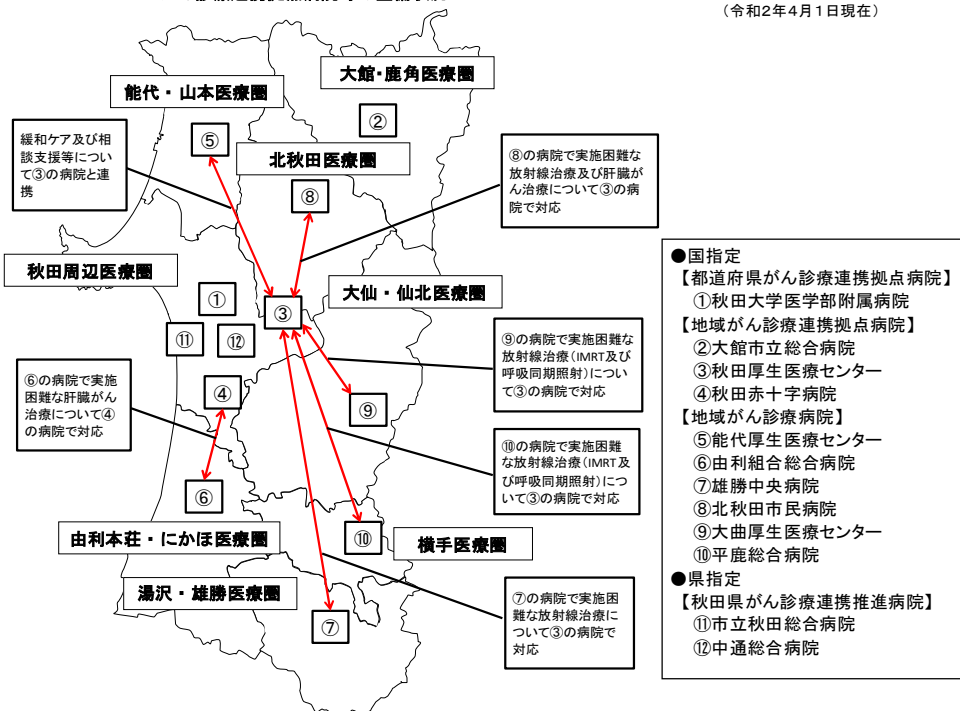 （令和2年4月1日現在）
大館・鹿角医療圏
能代・山本医療圏
②
⑤
緩和ケア及び相
談支援等につい
て③の病院と連
携
北秋田医療圏
⑧
⑧の病院で実施困難な
放射線治療及び肝臓が
ん治療について③の病
院で対応
秋田周辺医療圏
大仙・仙北医療圏
①
③
⑪
⑫
⑨の病院で実施困難な
放射線治療（IMRT及び
呼吸同期照射）につい
て③の病院で対応
⑥の病院で実施
困難な肝臓がん
治療について④
の病院で対応
④
⑨
⑩の病院で実施困難
な放射線治療（IMRT及
び呼吸同期照射）につ
いて③の病院で対応
⑥
⑩
由利本荘・にかほ医療圏
横手医療圏
湯沢・雄勝医療圏
⑦
⑦の病院で実施困
難な放射線治療に
ついて③の病院で
対応
●国指定
【都道府県がん診療連携拠点病院】
①秋田大学医学部附属病院
【地域がん診療連携拠点病院】
②大館市立総合病院
③秋田厚生医療センター
④秋田赤十字病院
【地域がん診療病院】
⑤能代厚生医療センター
⑥由利組合総合病院
⑦雄勝中央病院
⑧北秋田市民病院
⑨大曲厚生医療センター
⑩平鹿総合病院
●県指定
【秋田県がん診療連携推進病院】
⑪市立秋田総合病院
⑫中通総合病院